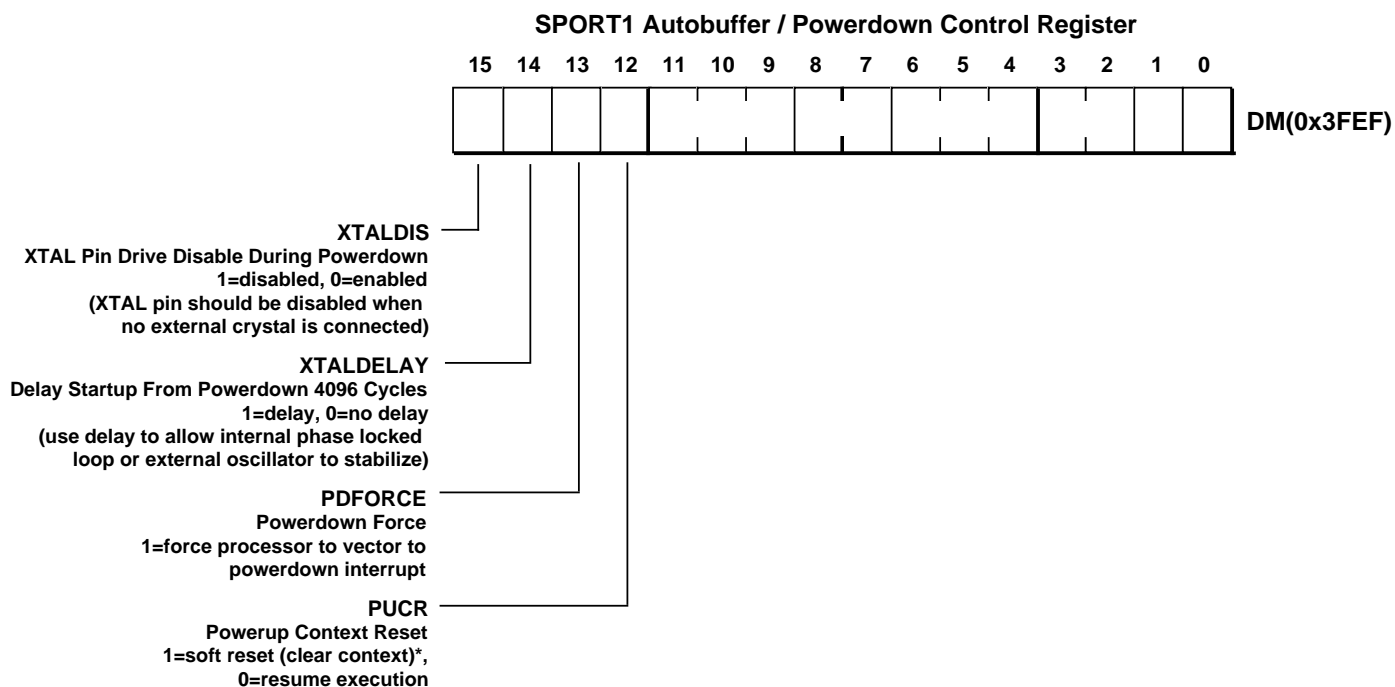 SPORT1 Autobuffer / Powerdown Control Register
15 14 13 12 11 10 9 8 7 6 5 4 3 2 1 0
DM(0x3FEF)
XTALDIS
XTAL Pin Drive Disable During Powerdown
1=disabled, 0=enabled
(XTAL pin should be disabled when
no external crystal is connected)
XTALDELAY
Delay Startup From Powerdown 4096 Cycles
1=delay, 0=no delay
(use delay to allow internal phase locked
loop or external oscillator to stabilize)
PDFORCE
Powerdown Force
1=force processor to vector to
powerdown interrupt
PUCR
Powerup Context Reset
1=soft reset (clear context)*,
0=resume execution